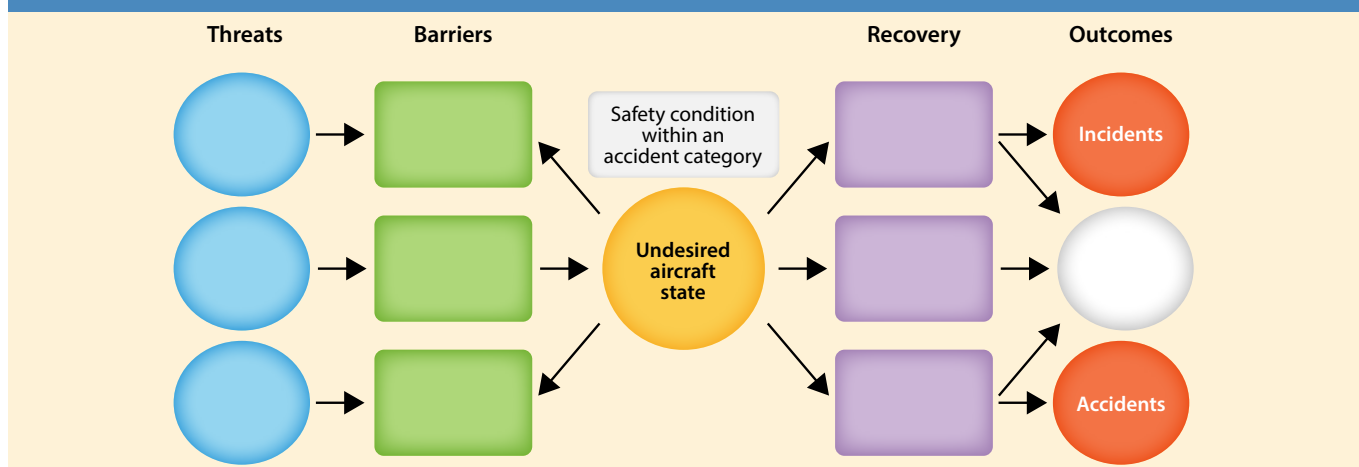 Threats
Barriers
Recovery
Outcomes
Safety condition
within an
accident category
Incidents
Undesired
aircraft
state
Accidents